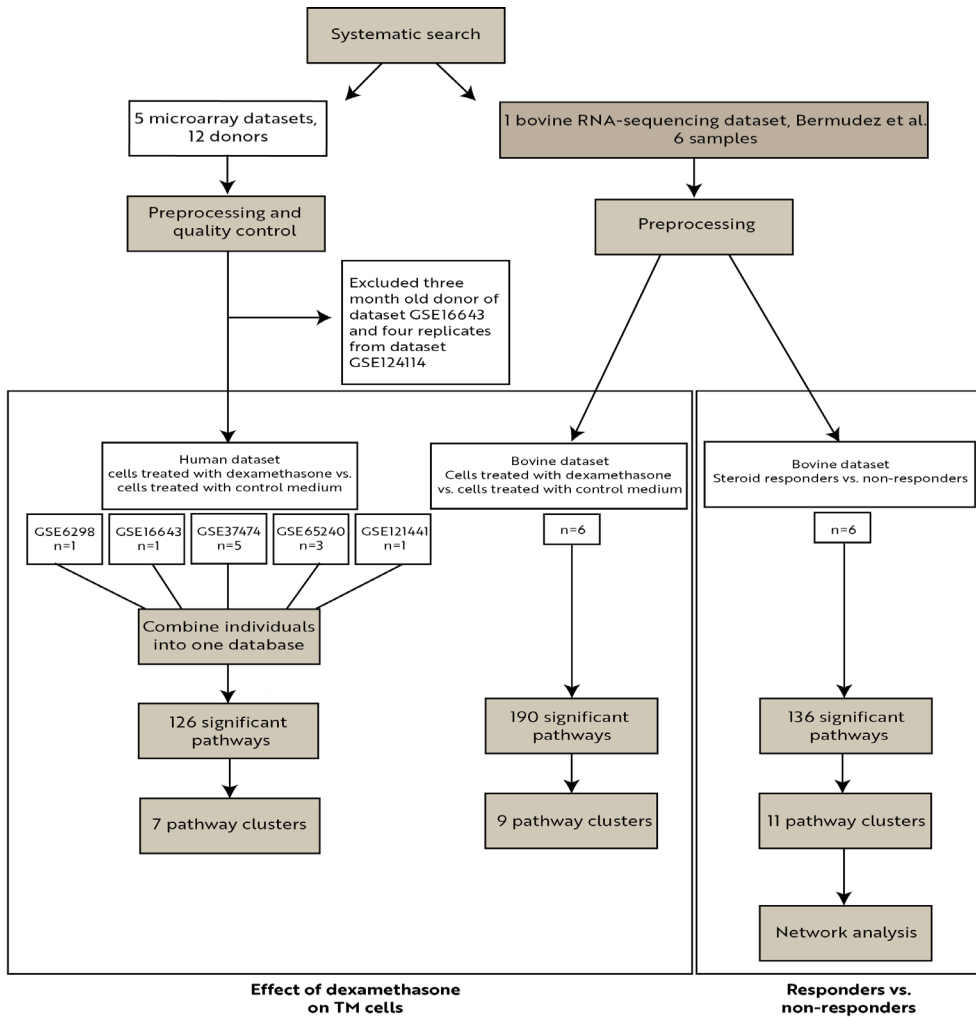 Systematic search
5 microarray datasets,
12 donors
1 bovine RNA-sequencing dataset, Bermudez et al.
6 samples
Preprocessing and
quality control
Preprocessing
Excluded three
month old donor of
dataset GSE16643
and four replicates
from dataset
GSE124114
Human dataset
cells treated with dexamethasone vs.
cells treated with control medium
Bovine dataset
Cells treated with dexamethasone
vs. cells treated with control medium
Bovine dataset
Steroid responders vs. non-responders
GSE6298
n=1
GSE16643
n=1
GSE37474
n=5
GSE65240
n=3
GSE121441
n=1
n=6
n=6
Combine individuals
into one database
126 significant
pathways
190 significant
pathways
136 significant
pathways
7 pathway clusters
9 pathway clusters
11 pathway clusters
Network analysis
Effect of dexamethasone
on TM cells
Responders vs.
non-responders